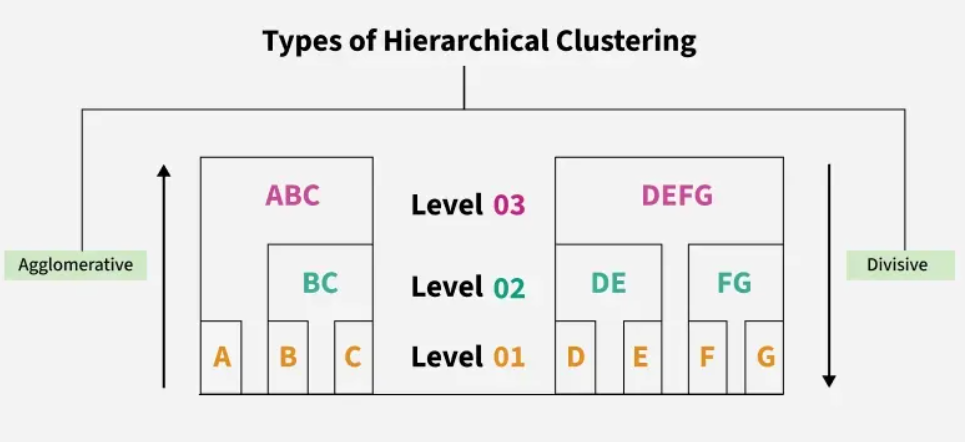 Types of Hierarchical Clustering
ABC
Level 03
DEFG
Agglomerative
BC
Level 02
DE
FG
Divisive
A
B
C
Level 01
D
E
F
G